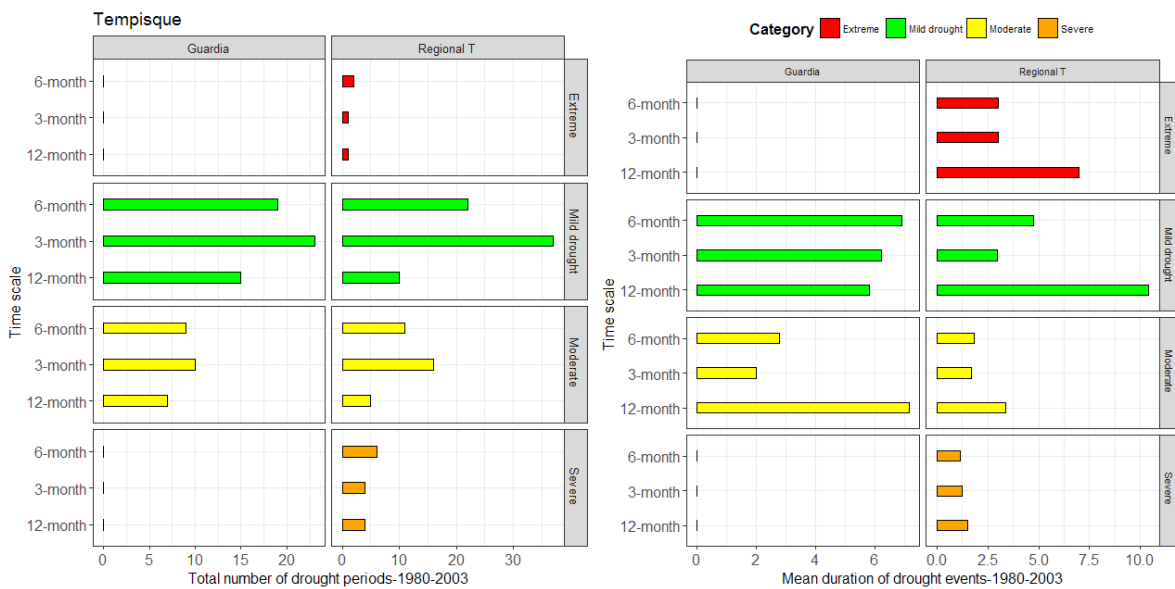 Tempisque
Guardia
Regional T
6-month
3-month
12-month
Extreme
6-month
3-month
12-month
Mild drought
6-month
3-month
12-month
Moderate
6-month
3-month
12-month
Severe
Time scale
0 5 10 15 20
0 10 20 30
Total number of drought periods-1980-2003
Category Extreme Mild drought Moderate Severe
Guardia
Regional T
6-month
3-month
12-month
Extreme
6-month
3-month
12-month
Mild drought
6-month
3-month
12-month
Moderate
6-month
3-month
12-month
Severe
Time scale
0 2 4 6
0.0 2.5 5.0 7.5 10.0
Mean duration of drought events-1980-2003